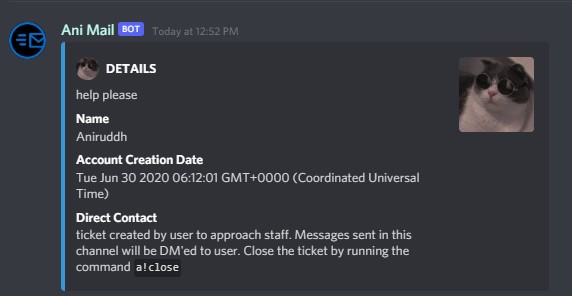 Ani Mail BOT Today at 12:52 PM
DETAILS
help please
Name
Aniruddh
Account Creation Date
Tue Jun 30 2020 06:12:01 GMT+0000 (Coordinated Universal
Time)
Direct Contact
ticket created by user to approach staff. Messages sent in this
channel will be DM'ed to user. Close the ticket by running the
command a!close